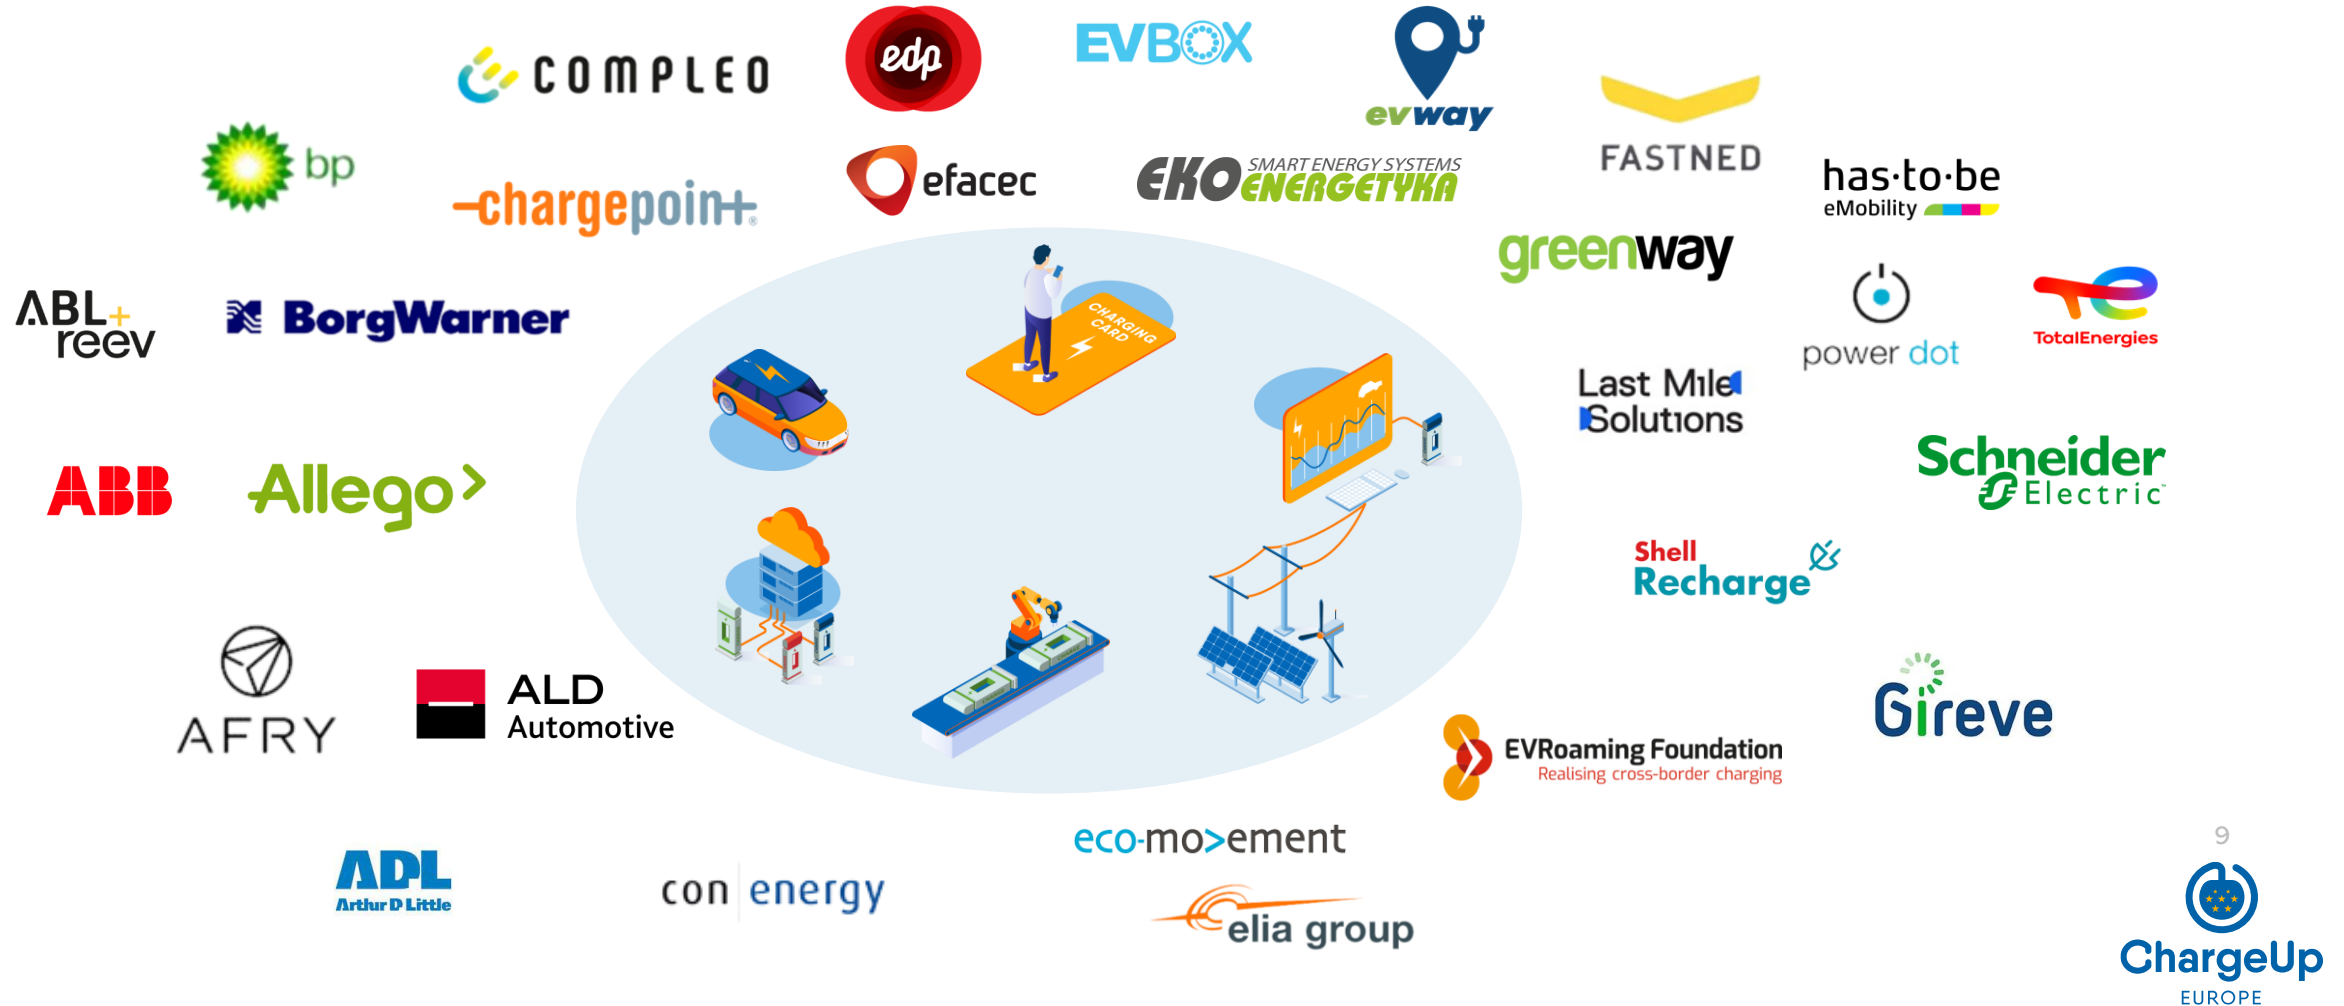 COMPLEO
edp
EVBOX
evway
FASTNED
bp
chargepoint®
efacec
EKO SMART ENERGY SYSTEMS
ENERGETYKA
has·to·be
eMobility
greenway
ABL+
reev
BorgWarner
CHARGING
CARD
power dot
TotalEnergies
Last Mile
Solutions
ABB
Allego
Schneider
Electric™
Shell
Recharge
AFRY
ALD
Automotive
Gireve
EVRoaming Foundation
Realising cross-border charging
ADL
Arthur D Little
con energy
eco-mo>ement
elia group
9
ChargeUp
EUROPE